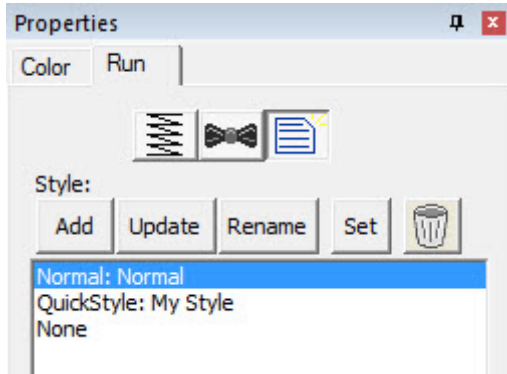 Properties
Color Run
Style:
Add Update Rename Set
Normal: Normal
QuickStyle: My Style
None